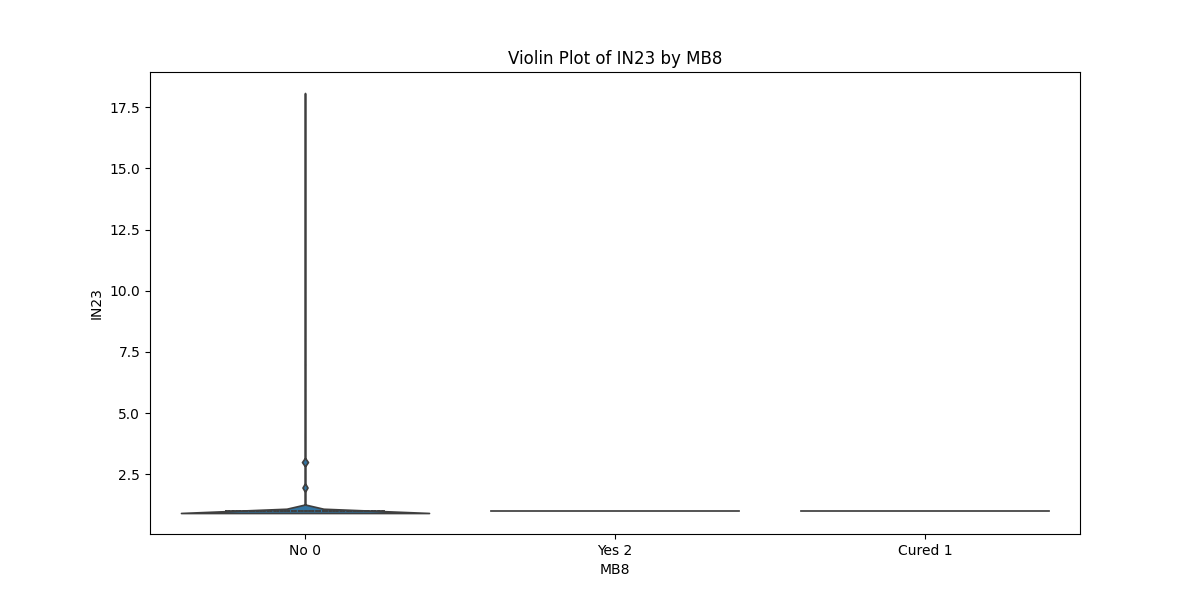 Violin Plot of IN23 by MB8
17.5
15.0
12.5
10.0
7.5
5.0
2.5
IN23
No 0
Yes 2
Cured 1
MB8